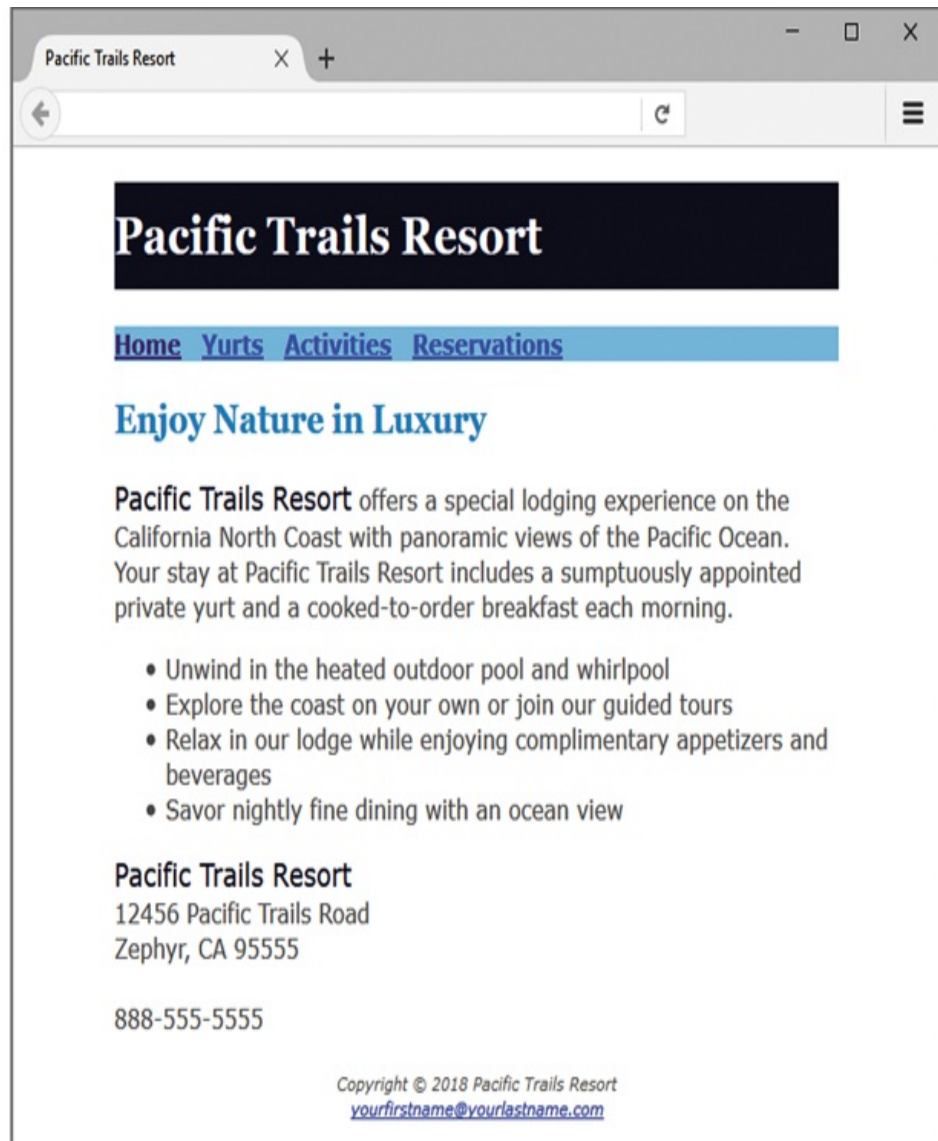 Pacific Trails Resort
Pacific Trails Resort
Home Yurts Activities Reservations
Enjoy Nature in Luxury
Pacific Trails Resort offers a special lodging experience on the
California North Coast with panoramic views of the Pacific Ocean.
Your stay at Pacific Trails Resort includes a sumptuously appointed
private yurt and a cooked-to-order breakfast each morning.
• Unwind in the heated outdoor pool and whirlpool
• Explore the coast on your own or join our guided tours
• Relax in our lodge while enjoying complimentary appetizers and
beverages
• Savor nightly fine dining with an ocean view
Pacific Trails Resort
12456 Pacific Trails Road
Zephyr, CA 95555
888-555-5555
Copyright © 2018 Pacific Trails Resort
yourfirstname@yourlastname.com